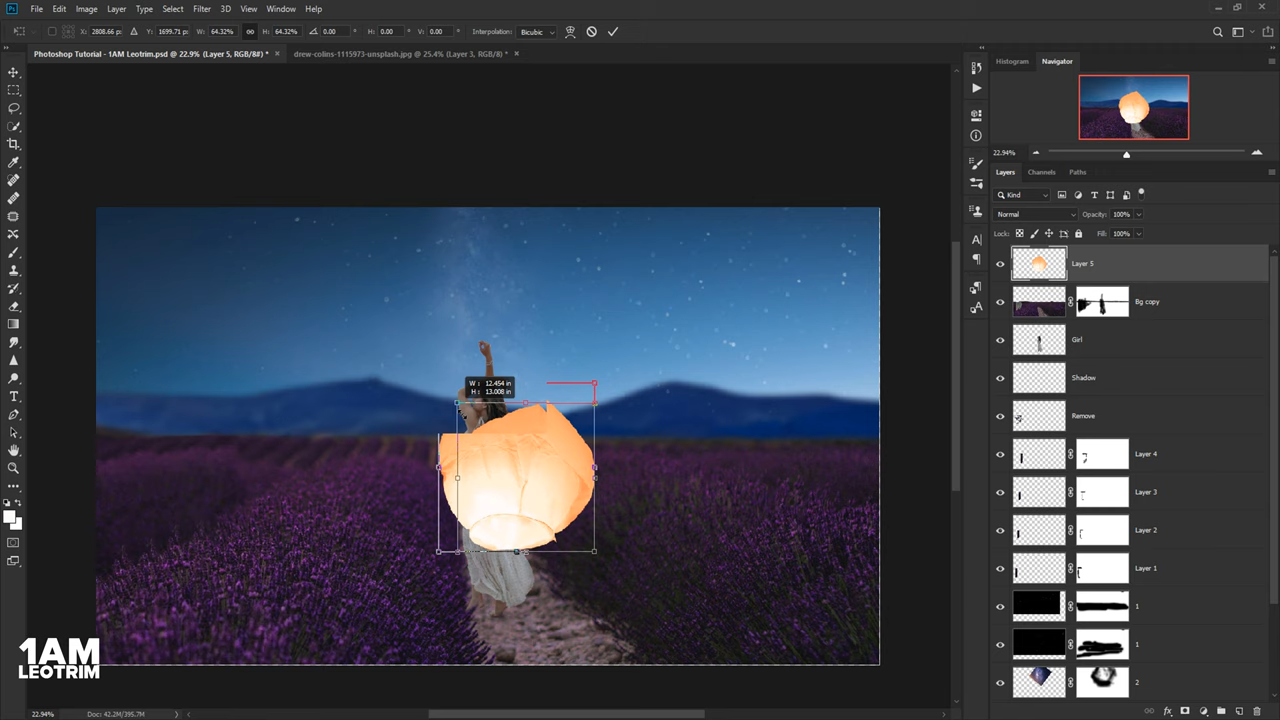 Ps File Edit Image Layer Type Select Filter 3D View Window Help
X: 2808.66 px Y: 1699.71 px W: 64.32% H: 64.32% 0.00 ° H: 0.00 ° V: 0.00 ° Interpolation: Bicubic
Photoshop Tutorial - 1AM Leotrim.psd @ 22.9% (Layer 5, RGB/8#) * × drew-colins-1115973-unsplash.jpg @ 25.4% (Layer 3, RGB/8) * ×
Histogram Navigator
22.94%
Layers Channels Paths
Kind
Normal Opacity: 100%
Lock: Fill: 100%
Layer 5
Bg copy
Girl
Shadow
Remove
Layer 4
Layer 3
Layer 2
Layer 1
1
1
2
W : 12.454 in
H : 13.008 in
1AM
LEOTRIM
22.94% Doc: 42.2M/395.7M